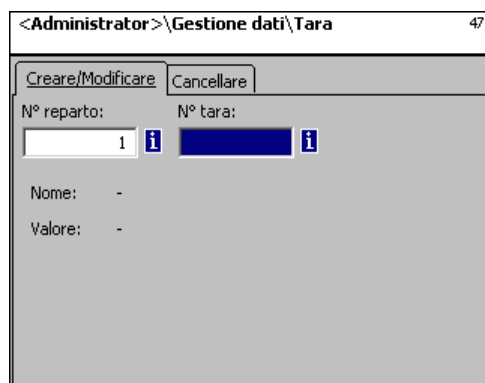 <Administrator>\Gestione dati\Tara 47
Creare/Modificare Cancellare
N° reparto: N° tara:
1 i i
Nome: -
Valore: -